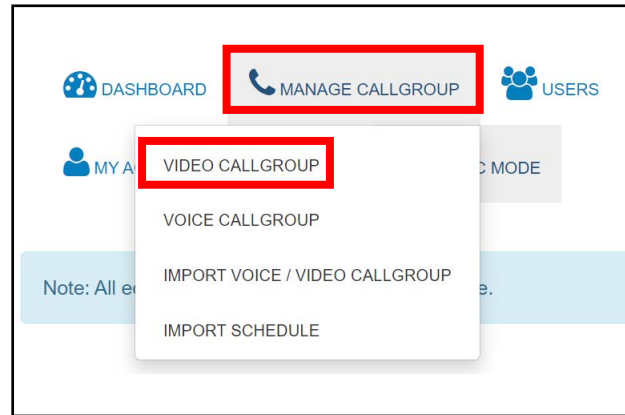 DASHBOARD MANAGE CALLGROUP USERS
MY VIDEO CALLGROUP MODE
VOICE CALLGROUP
Note: All IMPORT VOICE / VIDEO CALLGROUP
IMPORT SCHEDULE